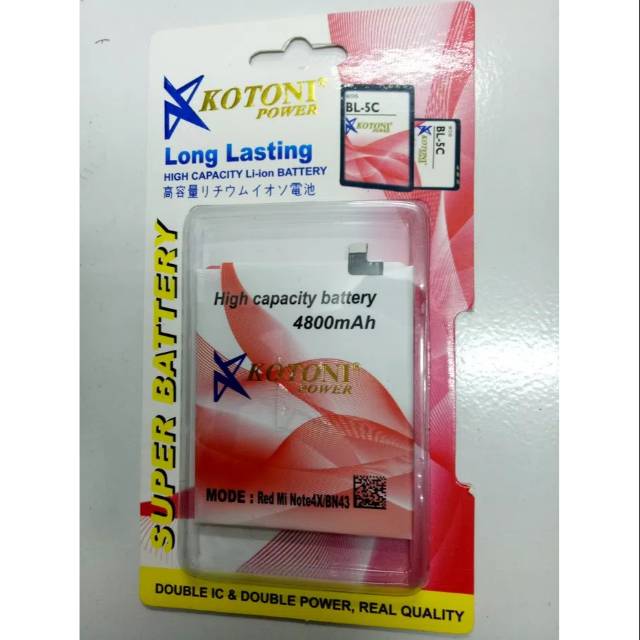 KOTONI®
POWER
Long Lasting
HIGH CAPACITY Li-ion BATTERY
高容量リチウムイオソ電池
BL-5C
KOTONI
POWER
BL-5C
KOTONI
SUPER BATTERY
High capacity battery
4800mAh
KOTONI®
POWER
MODE : Red Mi Note4X/BN43
DOUBLE IC & DOUBLE POWER, REAL QUALITY